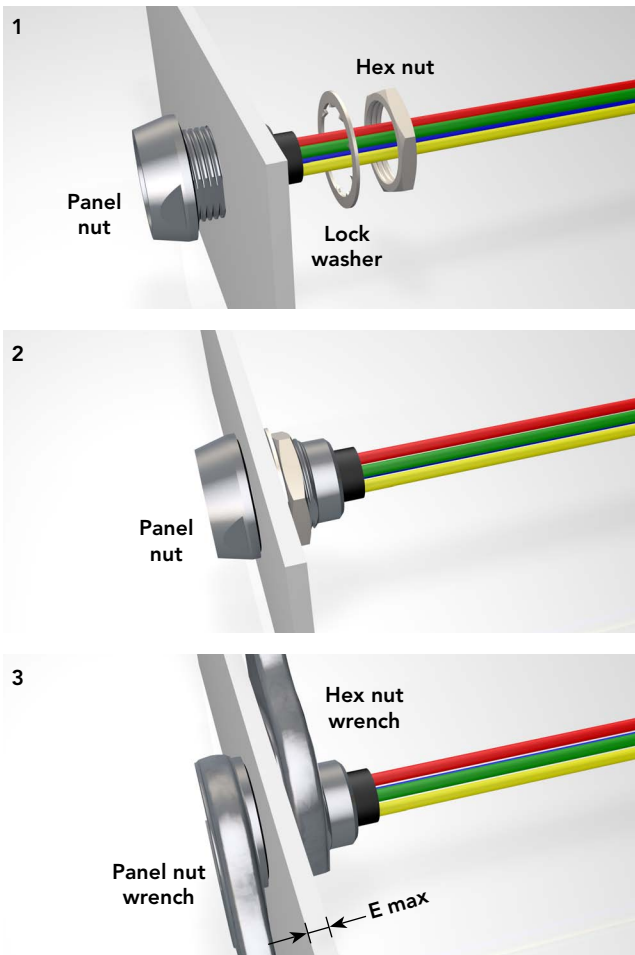 1
Hex nut
Panel
nut
Lock
washer
2
Panel
nut
3
Hex nut
wrench
Panel nut
wrench
E max